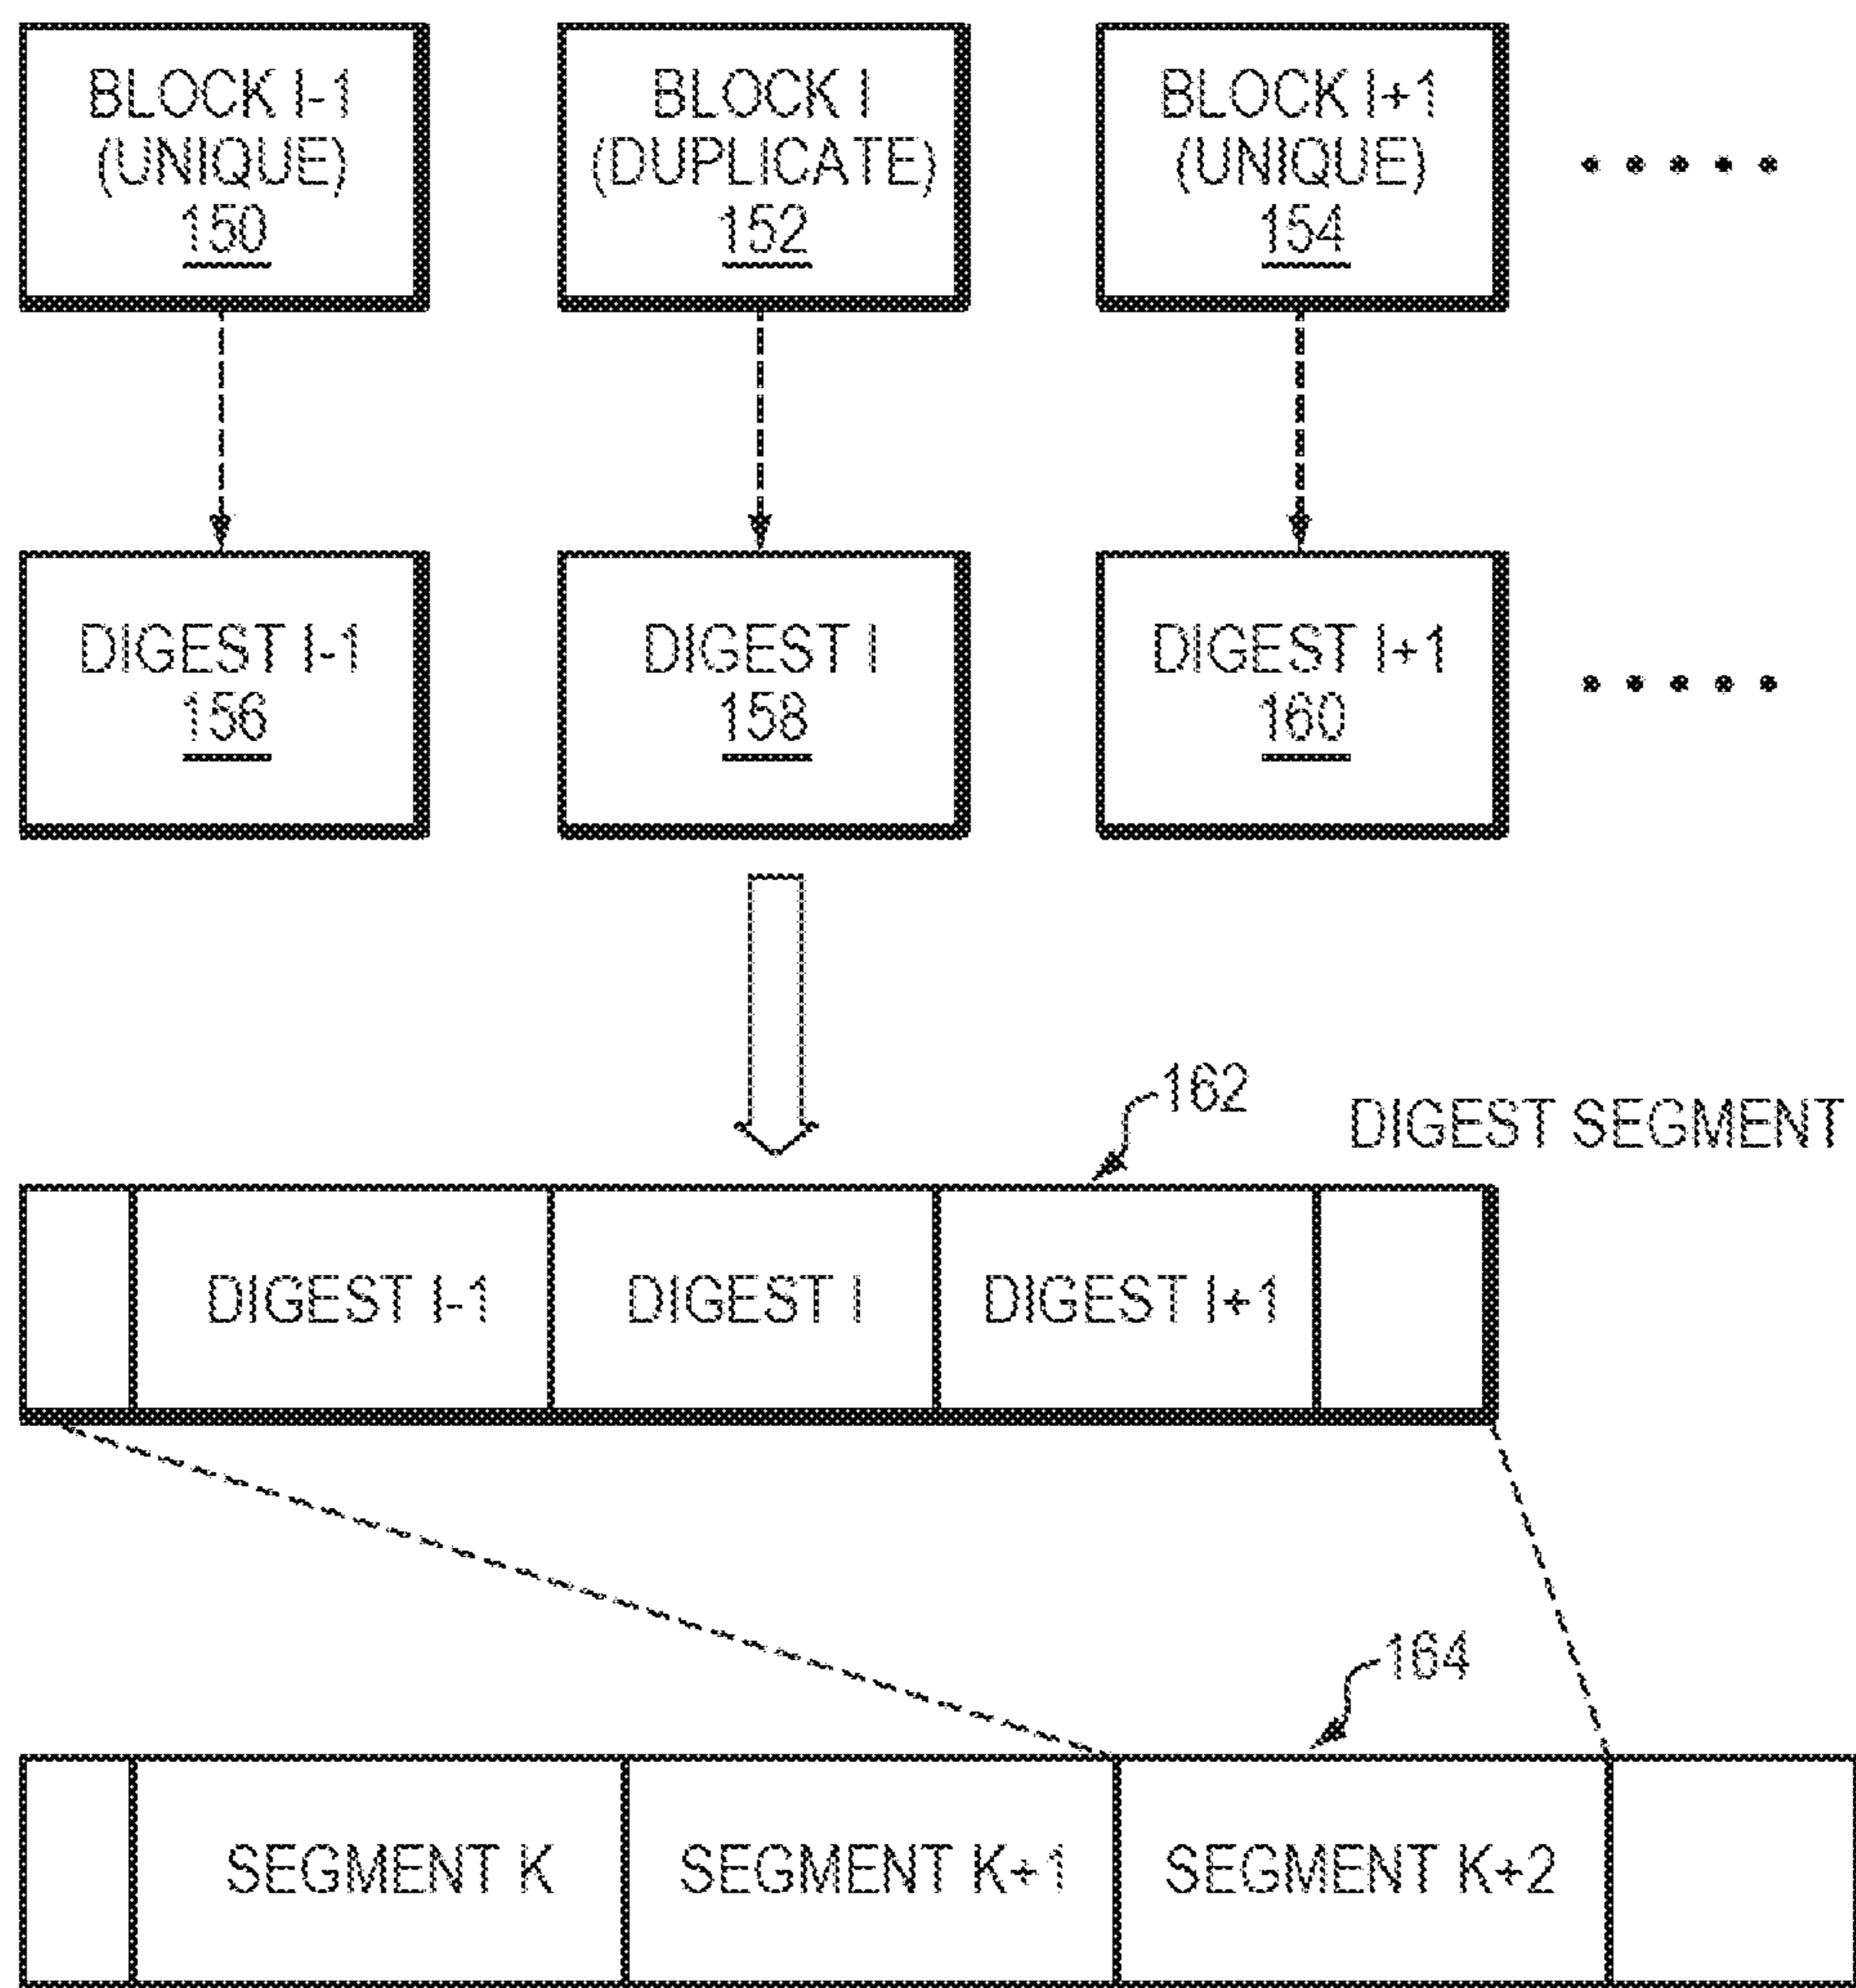 BLOCK I-1
(UNIQUE)
150
BLOCK I
(DUPLICATE)
152
BLOCK I+1
(UNIQUE)
154
DIGEST I-1
156
DIGEST I
158
DIGEST I+1
160
162
DIGEST SEGMENT
DIGEST I-1
DIGEST I
DIGEST I+1
164
SEGMENT K
SEGMENT K+1
SEGMENT K+2